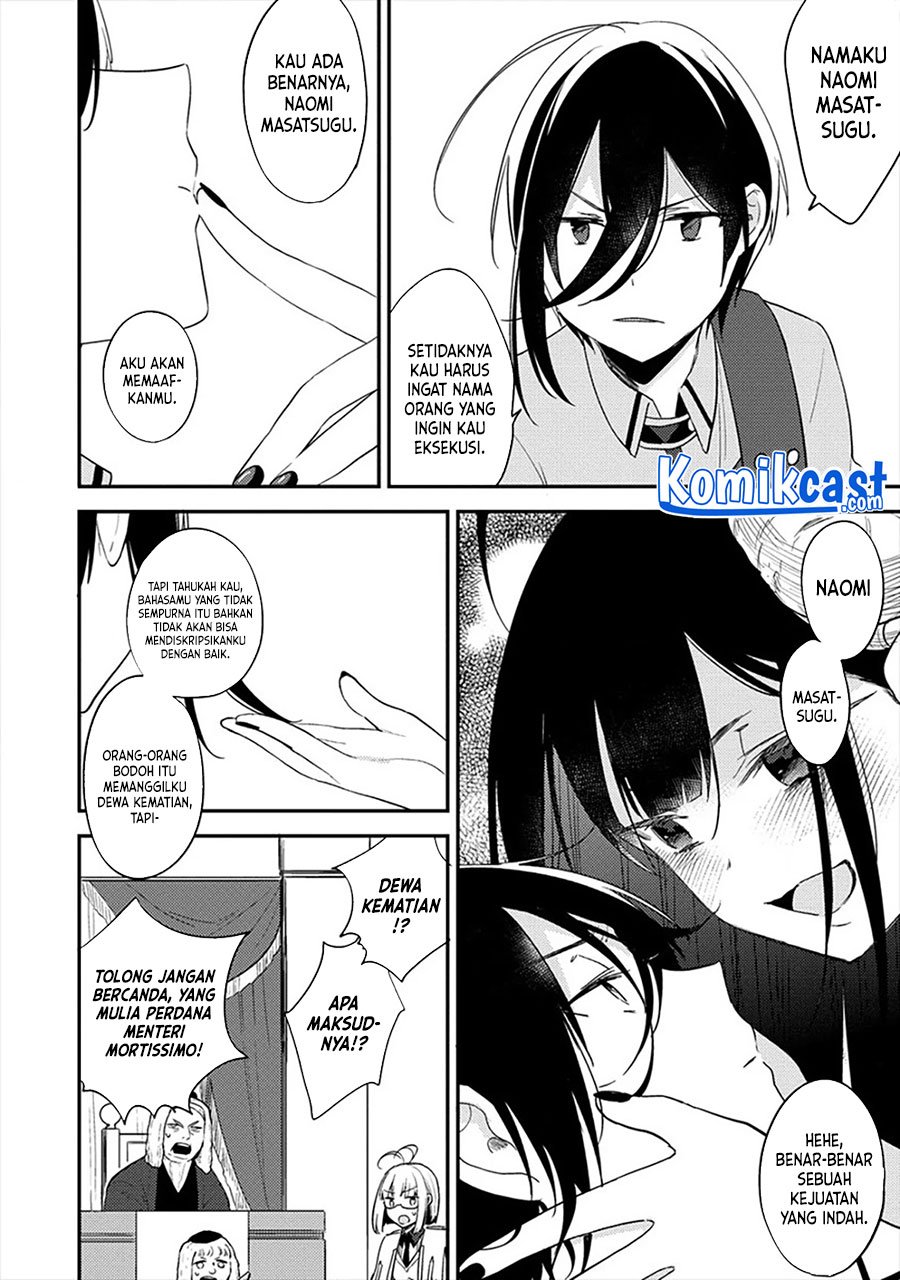 NAMAKU
NAOMI
MASAT-
SUGU.
SETIDAKNYA
KAU HARUS
INGAT NAMA
ORANG YANG
INGIN KAU
EKSEKUSI.
KAU ADA
BENARNYA,
NAOMI
MASATSUGU.
AKU AKAN
MEMAAF-
KANMU.
Komikcast
.com
NAOMI
MASAT-
SUGU.
HEHE,
BENAR-BENAR
SEBUAH
KEJUATAN
YANG INDAH.
TAPI TAHUKAH KAU,
BAHASAMU YANG TIDAK
SEMPURNA ITU BAHKAN
TIDAK AKAN BISA
MENDISKRIPSIKANKU
DENGAN BAIK.
ORANG-ORANG
BODOH ITU
MEMANGGILKU
DEWA KEMATIAN,
TAPI-
DEWA
KEMATIAN
!?
APA
MAKSUD-
NYA!?
TOLONG JANGAN
BERCANDA, YANG
MULIA PERDANA
MENTERI
MORTISSIMO!